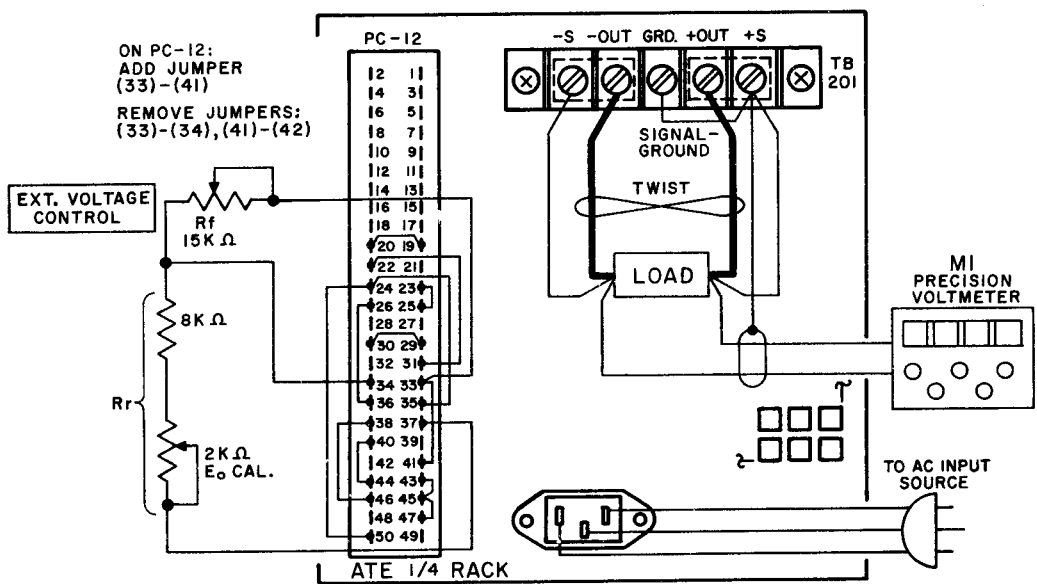 ON PC-12:
ADD JUMPER
(33)-(41)
REMOVE JUMPERS:
(33)-(34),(41)-(42)
EXT. VOLTAGE
CONTROL
Rf
15K Ω
8K Ω
Rr
2K Ω
Eo CAL.
PC-12
2 1
4 3
6 5
8 7
10 9
12 11
14 13
16 15
18 17
20 19
22 21
24 23
26 25
28 27
30 29
32 31
34 33
36 35
38 37
40 39
42 41
44 43
46 45
48 47
50 49
ATE 1/4 RACK
-S -OUT GRD. +OUT +S
TB
201
SIGNAL-
GROUND
TWIST
LOAD
M1
PRECISION
VOLTMETER
TO AC INPUT
SOURCE